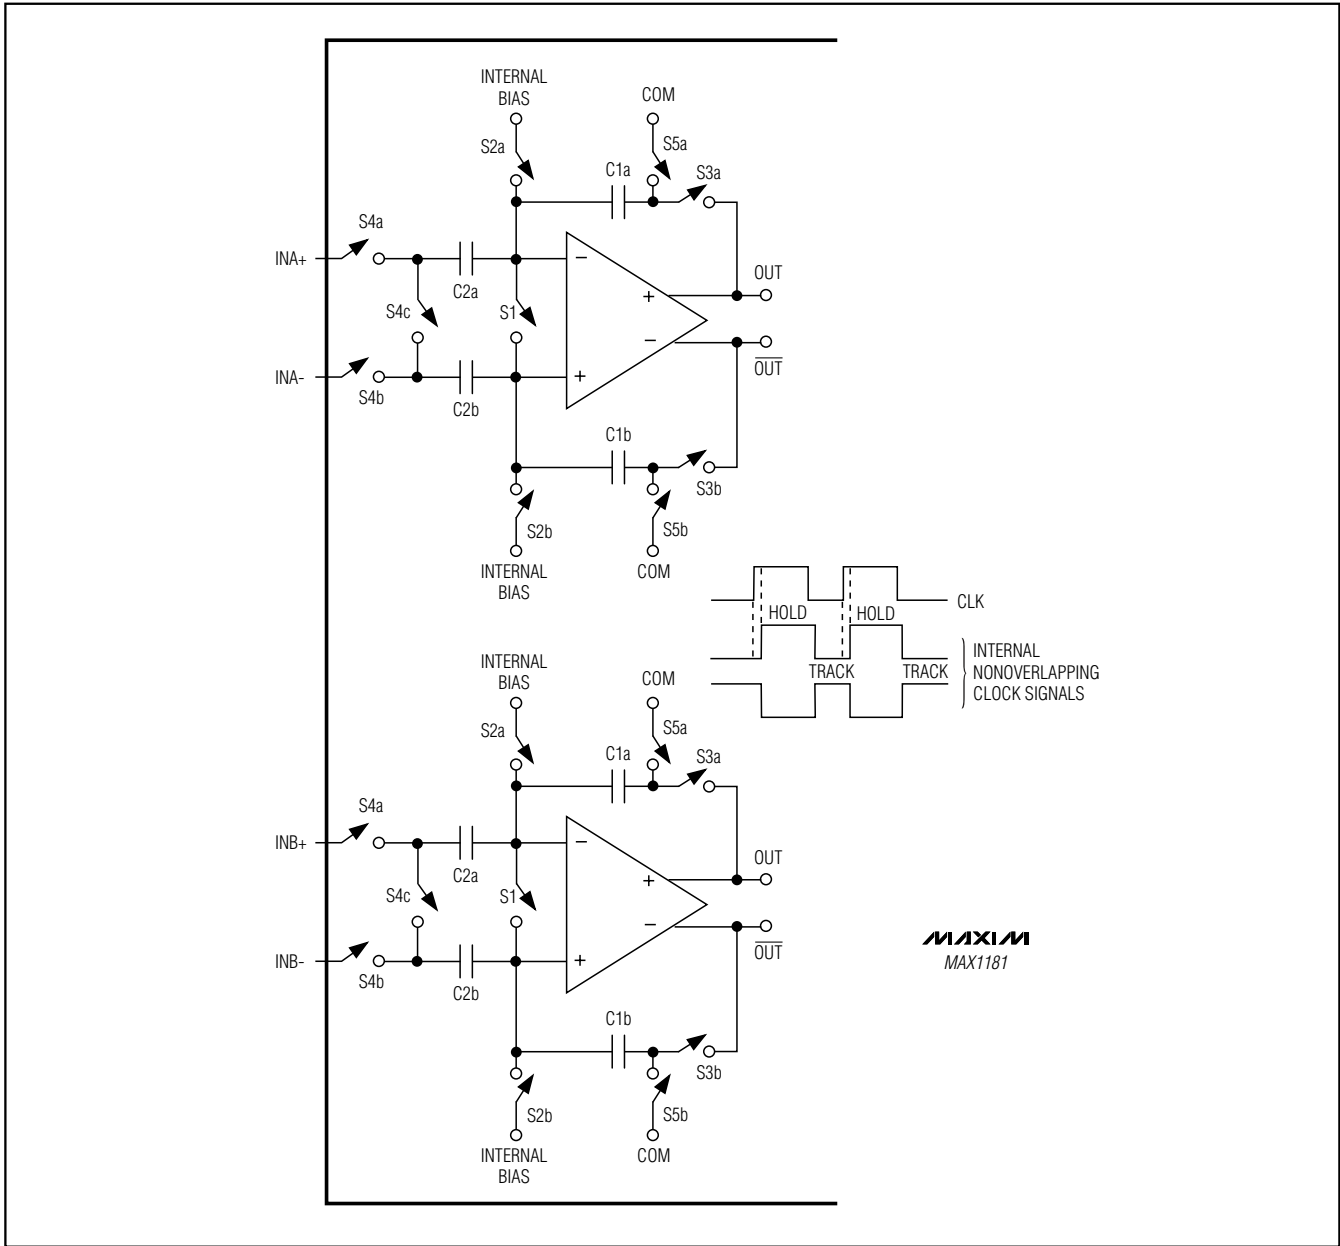 INTERNAL
BIAS
COM
S2a
S5a
C1a
S3a
S4a
INA+
−
C2a
+
OUT
S4c
S1
−
OUT
INA-
+
S4b
C2b
C1b
S3b
S2b
S5b
INTERNAL
BIAS
COM
CLK
HOLD
HOLD
TRACK
TRACK
INTERNAL
NONOVERLAPPING
CLOCK SIGNALS
INTERNAL
BIAS
COM
S2a
S5a
C1a
S3a
S4a
INB+
−
C2a
+
OUT
S4c
S1
−
OUT
INB-
+
S4b
C2b
C1b
S3b
S2b
S5b
INTERNAL
BIAS
COM
MAXIM
MAX1181